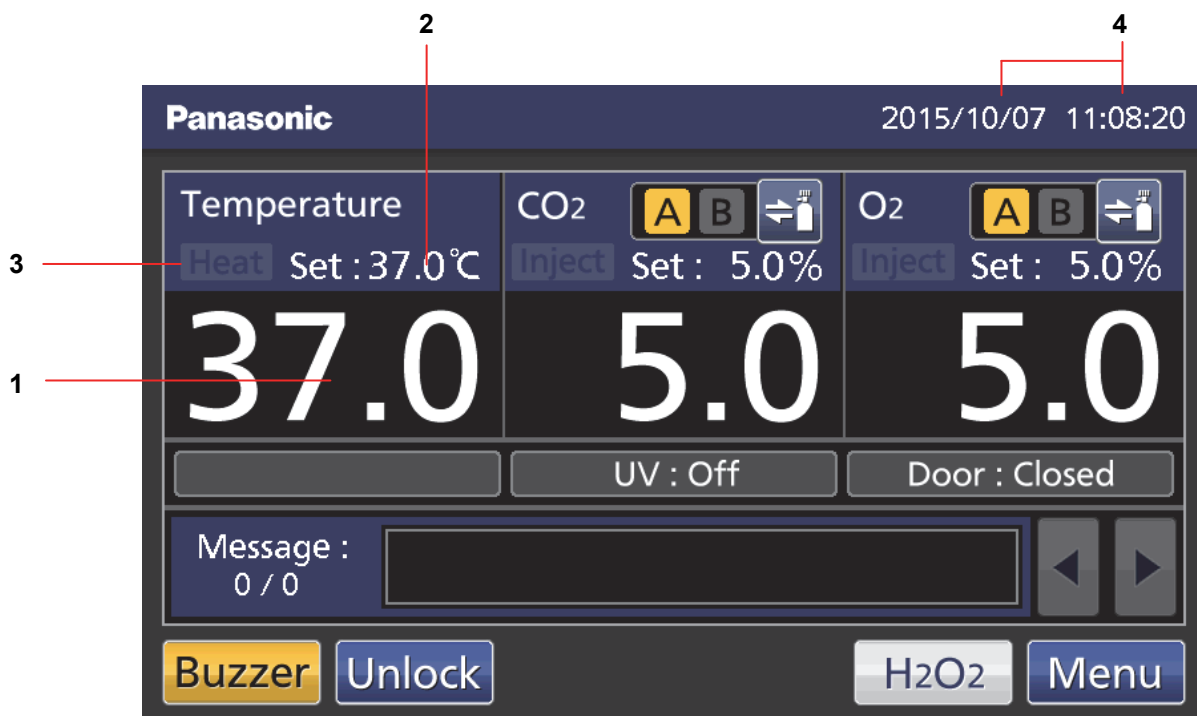 2 4
Panasonic 2015/10/07 11:08:20
Temperature CO2 A B O2 A B
3 Heat Set : 37.0℃ Inject Set : 5.0% Inject Set : 5.0%
1 37.0 5.0 5.0
UV : Off Door : Closed
Message :
0 / 0
Buzzer Unlock H2O2 Menu